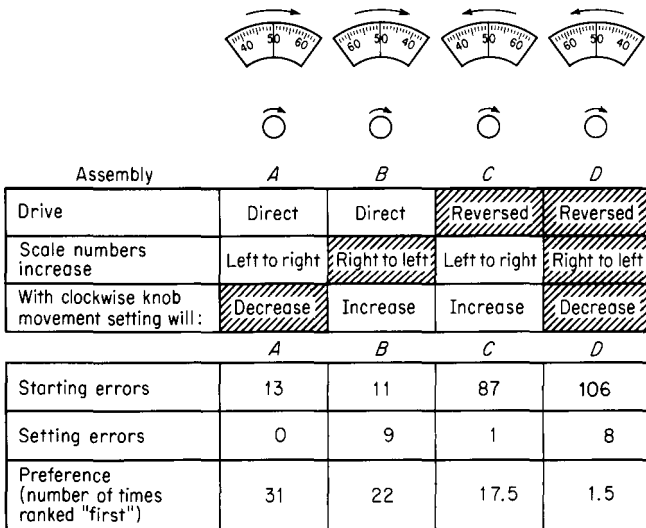 40 50 60 60 50 40 40 50 60 60 50 40
Assembly A B C D
Drive Direct Direct Reversed Reversed
Scale numbers
increase Left to right Right to left Left to right Right to left
With clockwise knob
movement setting will: Decrease Increase Increase Decrease
A B C D
Starting errors 13 11 87 106
Setting errors 0 9 1 8
Preference
(number of times
ranked "first") 31 22 17.5 1.5